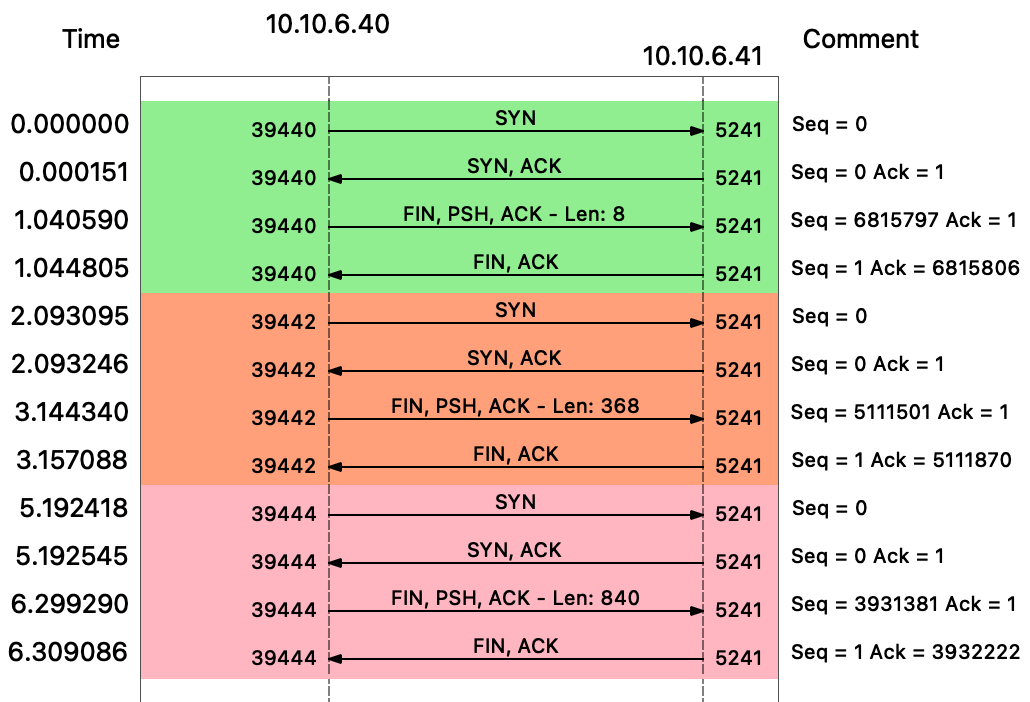 Time 10.10.6.40 10.10.6.41 Comment
0.000000 39440 SYN 5241 Seq = 0
0.000151 39440 SYN, ACK 5241 Seq = 0 Ack = 1
1.040590 39440 FIN, PSH, ACK - Len: 8 5241 Seq = 6815797 Ack = 1
1.044805 39440 FIN, ACK 5241 Seq = 1 Ack = 6815806
2.093095 39442 SYN 5241 Seq = 0
2.093246 39442 SYN, ACK 5241 Seq = 0 Ack = 1
3.144340 39442 FIN, PSH, ACK - Len: 368 5241 Seq = 5111501 Ack = 1
3.157088 39442 FIN, ACK 5241 Seq = 1 Ack = 5111870
5.192418 39444 SYN 5241 Seq = 0
5.192545 39444 SYN, ACK 5241 Seq = 0 Ack = 1
6.299290 39444 FIN, PSH, ACK - Len: 840 5241 Seq = 3931381 Ack = 1
6.309086 39444 FIN, ACK 5241 Seq = 1 Ack = 3932222